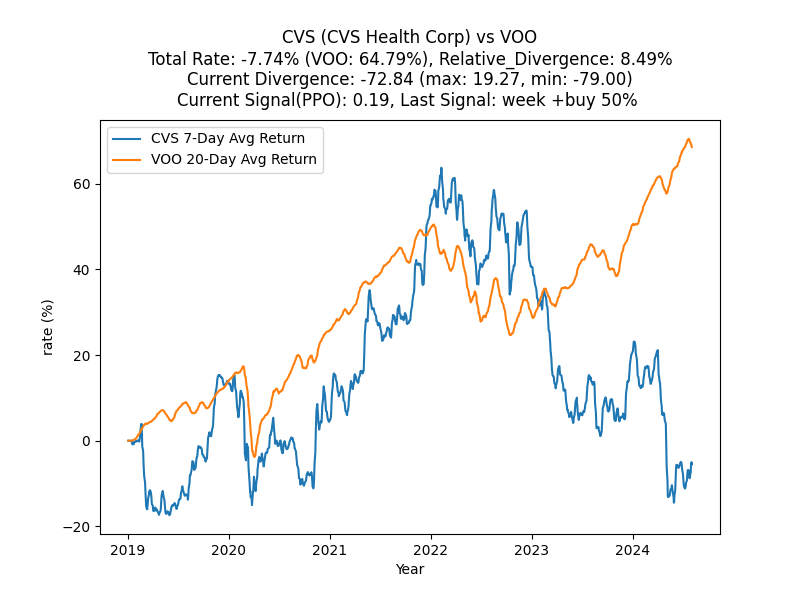 CVS (CVS Health Corp) vs VOO
Total Rate: -7.74% (VOO: 64.79%), Relative_Divergence: 8.49%
Current Divergence: -72.84 (max: 19.27, min: -79.00)
Current Signal(PPO): 0.19, Last Signal: week +buy 50%
CVS 7-Day Avg Return
VOO 20-Day Avg Return
rate (%)
60
40
20
0
−20
2019
2020
2021
2022
2023
2024
Year